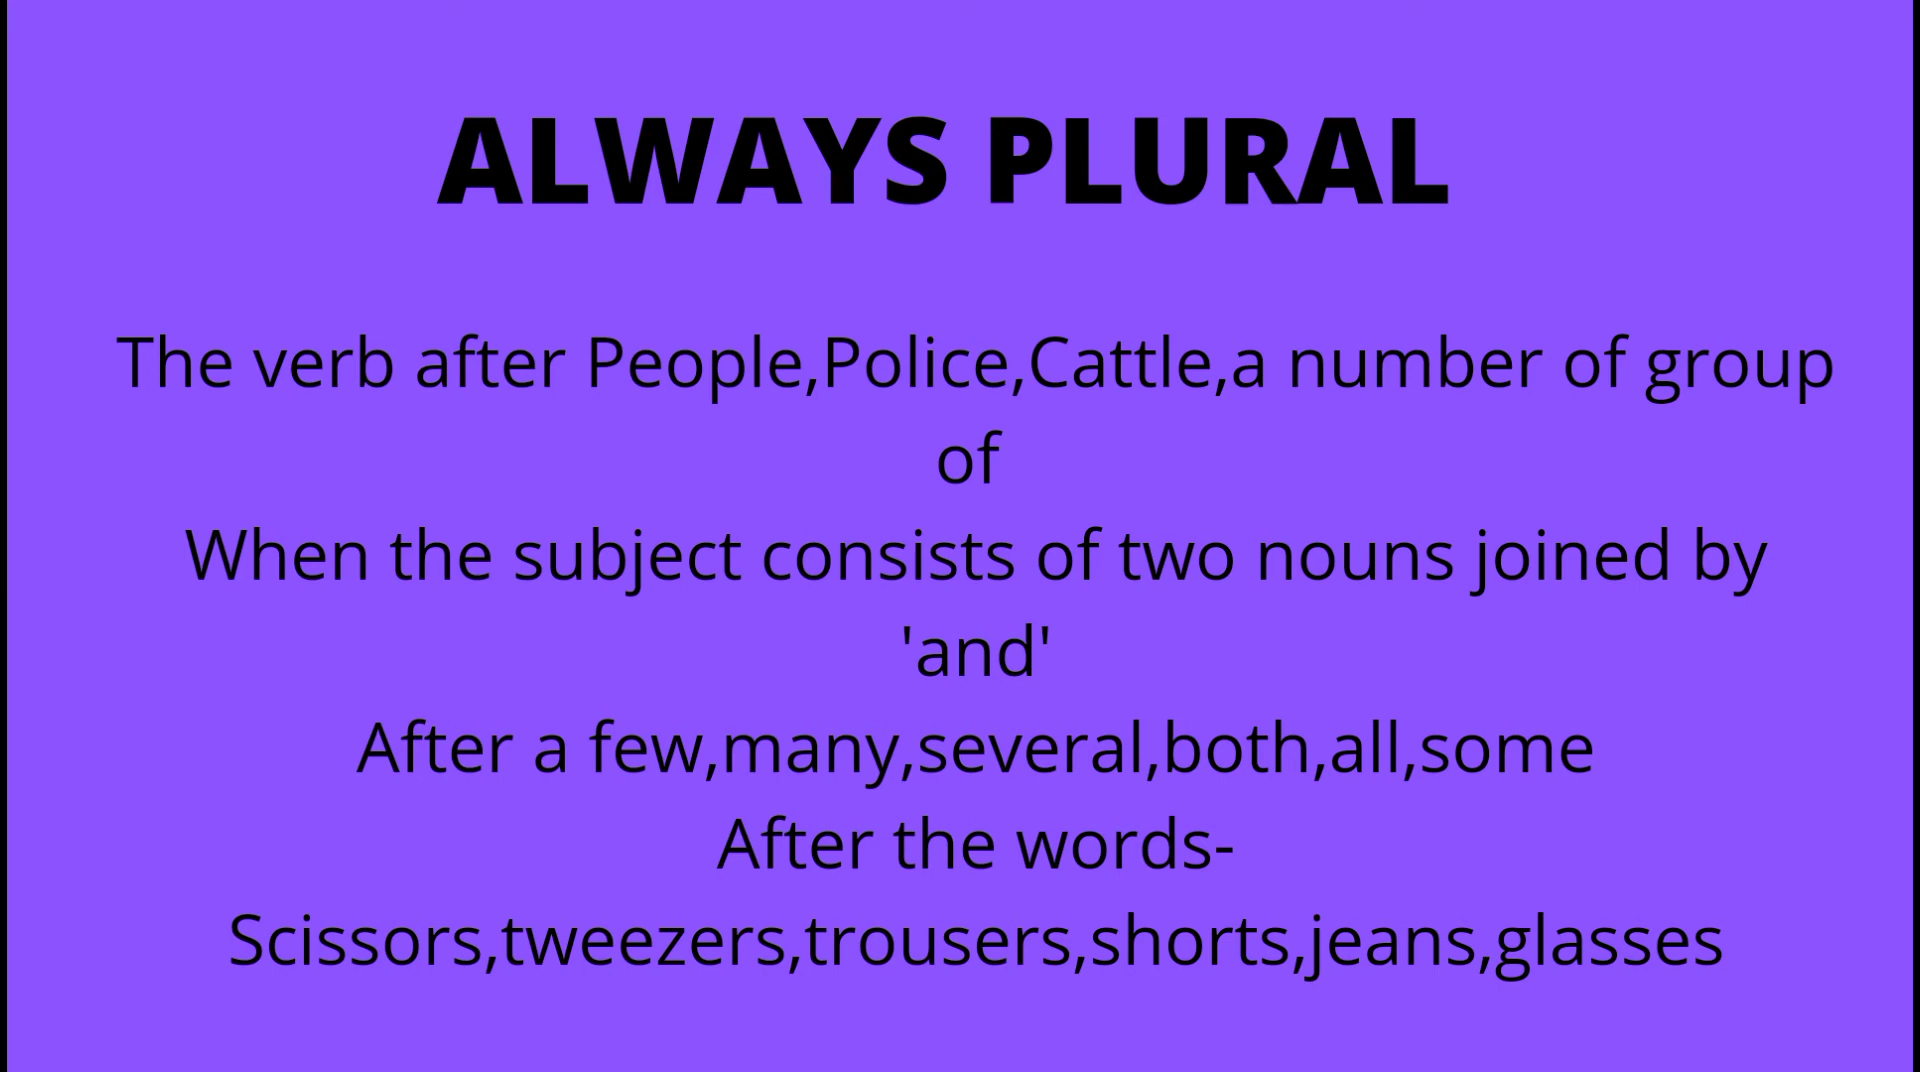 ALWAYS PLURAL
The verb after People,Police,Cattle,a number of group
of
When the subject consists of two nouns joined by
'and'
After a few,many,several,both,all,some
After the words-
Scissors,tweezers,trousers,shorts,jeans,glasses